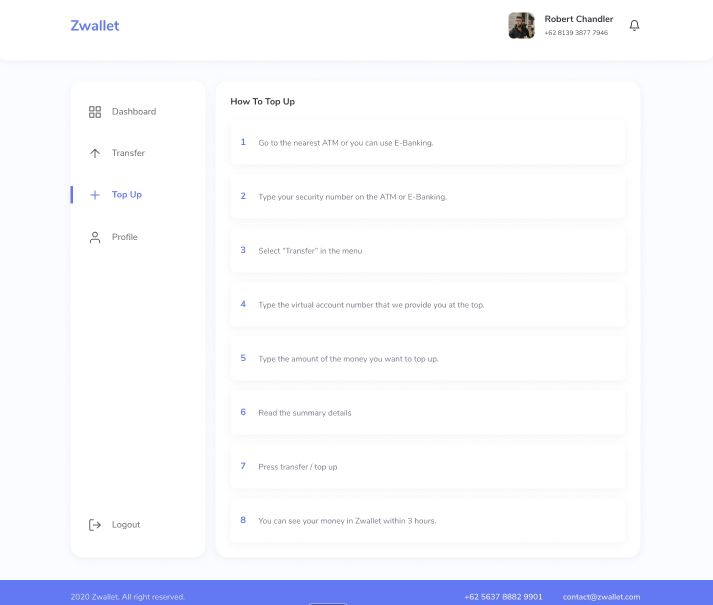 Zwallet
Robert Chandler
+62 8139 3877 7946
Dashboard
Transfer
Top Up
Profile
Logout
How To Top Up
1 Go to the nearest ATM or you can use E-Banking.
2 Type your security number on the ATM or E-Banking.
3 Select "Transfer" in the menu
4 Type the virtual account number that we provide you at the top.
5 Type the amount of the money you want to top up.
6 Read the summary details
7 Press transfer / top up
8 You can see your money in Zwallet within 3 hours.
2020 Zwallet. All right reserved.
+62 5637 8882 9901
contact@zwallet.com